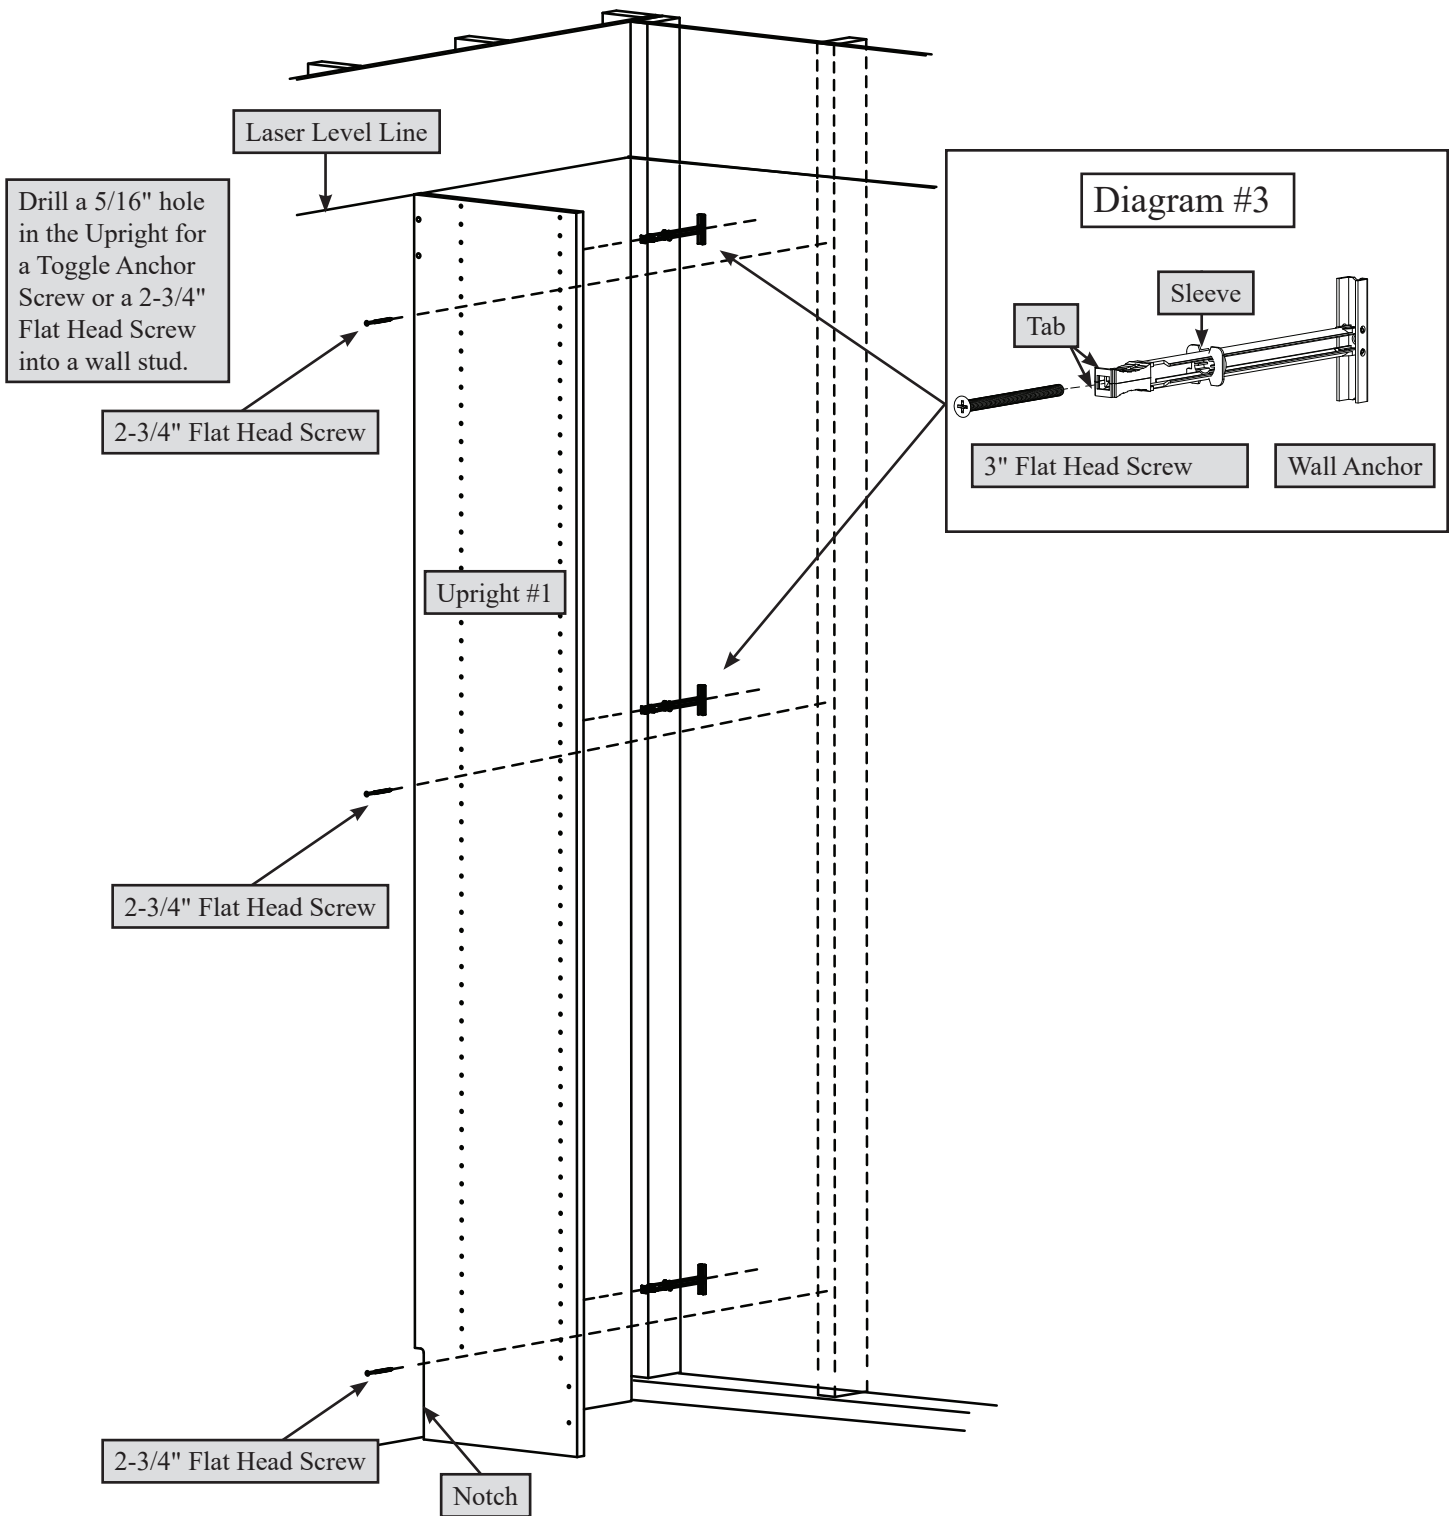 Laser Level Line
Drill a 5/16" hole
in the Upright for
a Toggle Anchor
Screw or a 2-3/4"
Flat Head Screw
into a wall stud.
Diagram #3
Sleeve
Tab
2-3/4" Flat Head Screw
3" Flat Head Screw
Wall Anchor
Upright #1
2-3/4" Flat Head Screw
2-3/4" Flat Head Screw
Notch